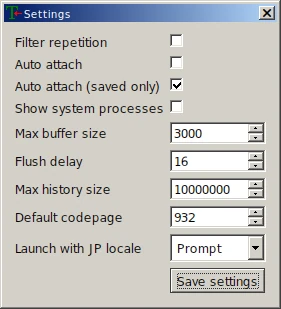 Settings
Filter repetition
Auto attach
Auto attach (saved only)
Show system processes
Max buffer size 3000
Flush delay 16
Max history size 10000000
Default codepage 932
Launch with JP locale Prompt
Save settings